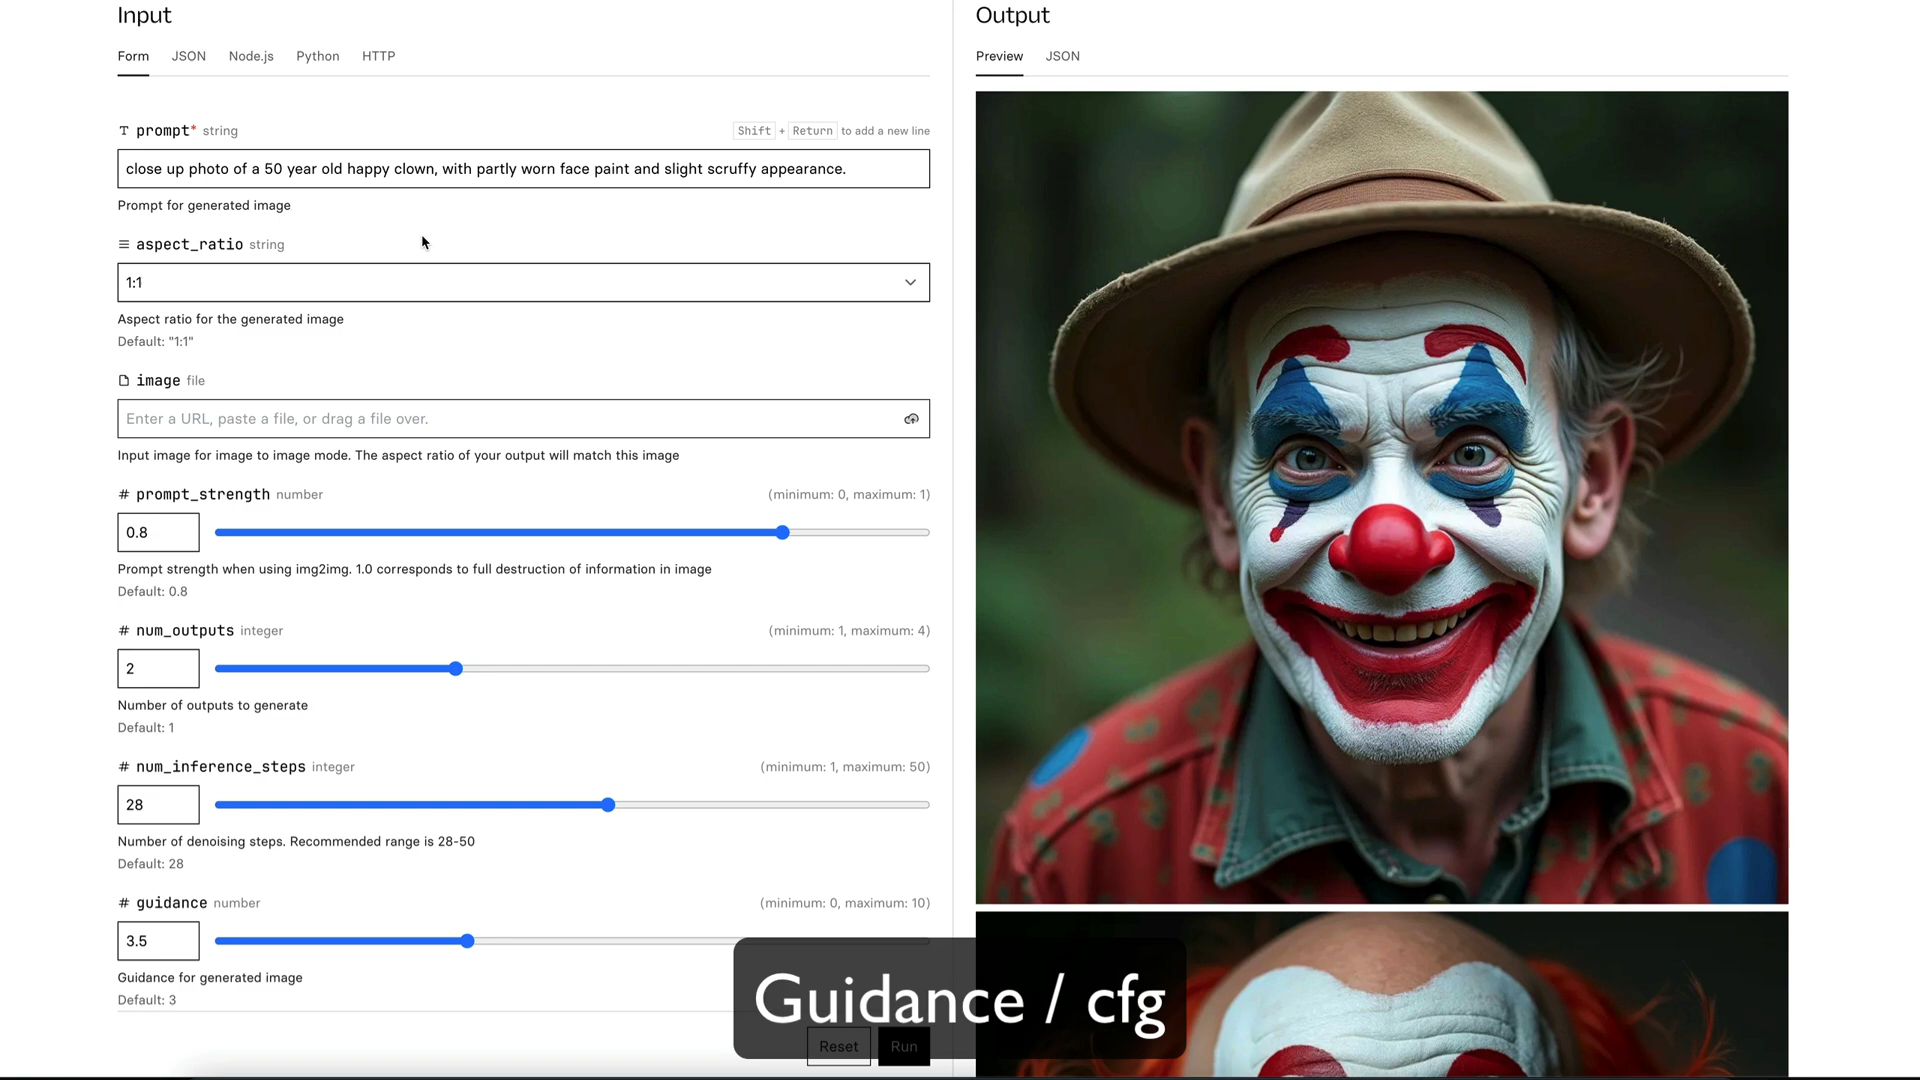 Input
Form JSON Node.js Python HTTP
T prompt* string Shift + Return to add a new line
close up photo of a 50 year old happy clown, with partly worn face paint and slight scruffy appearance.
Prompt for generated image
aspect_ratio string
1:1
Aspect ratio for the generated image
Default: "1:1"
image file
Enter a URL, paste a file, or drag a file over.
Input image for image to image mode. The aspect ratio of your output will match this image
# prompt_strength number (minimum: 0, maximum: 1)
0.8
Prompt strength when using img2img. 1.0 corresponds to full destruction of information in image
Default: 0.8
# num_outputs integer (minimum: 1, maximum: 4)
2
Number of outputs to generate
Default: 1
# num_inference_steps integer (minimum: 1, maximum: 50)
28
Number of denoising steps. Recommended range is 28-50
Default: 28
# guidance number (minimum: 0, maximum: 10)
3.5
Guidance for generated image
Default: 3
Reset Run
Output
Preview JSON
Guidance / cfg